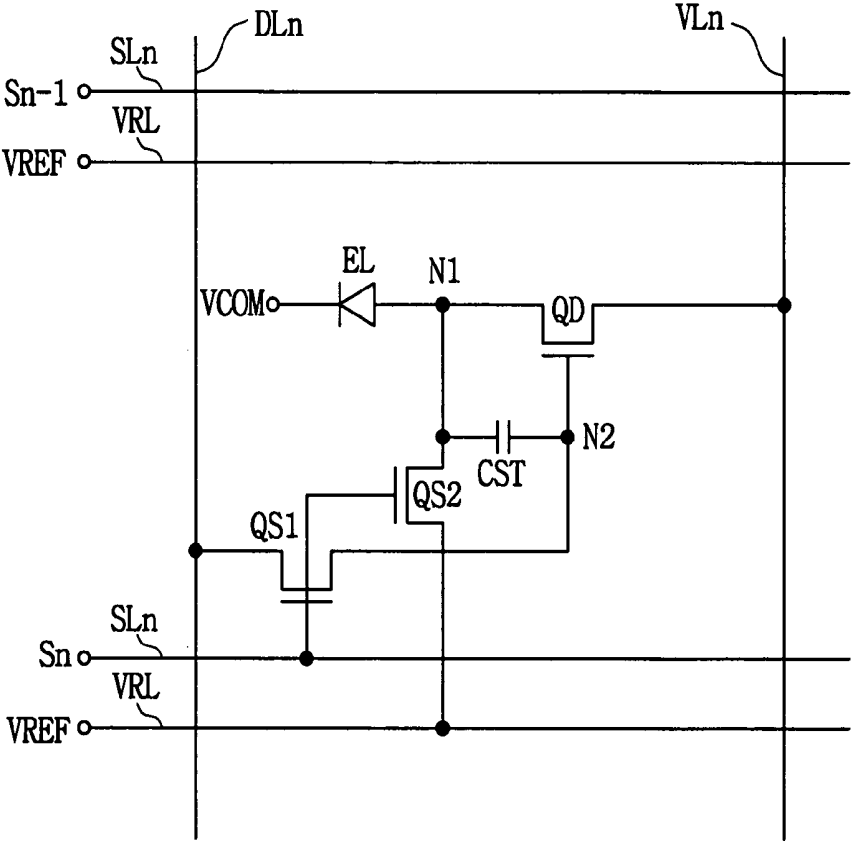 DLn
VLn
SLn
Sn-1
VRL
VREF
EL
N1
VCOM
QD
N2
CST
QS2
QS1
SLn
Sn
VRL
VREF